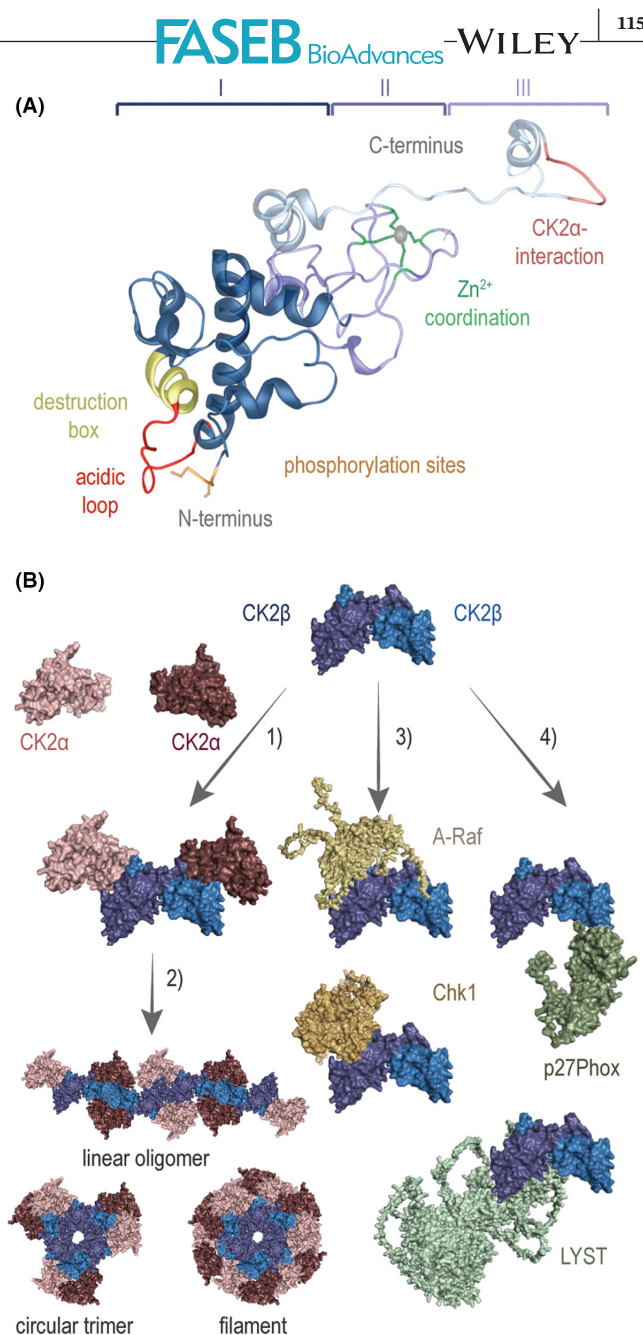 FASEB BioAdvances WILEY 115
(A)
I II III
C-terminus
CK2α-
interaction
Zn²⁺
coordination
destruction
box
acidic
loop
phosphorylation sites
N-terminus
(B)
CK2β CK2β
CK2α CK2α
1) 3) 4)
A-Raf
2)
Chk1
p27Phox
linear oligomer
LYST
circular trimer filament